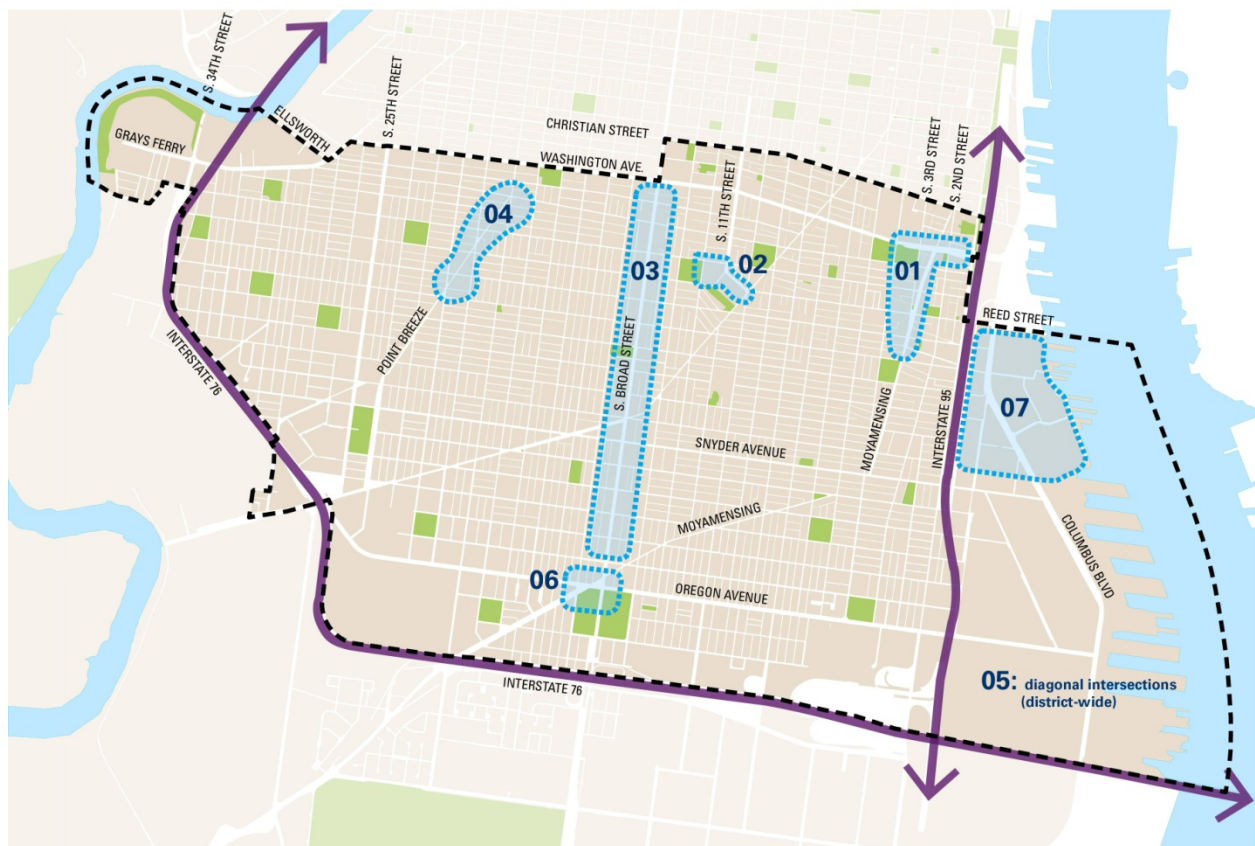 S. 34TH STREET
ELLSWORTH
S. 25TH STREET
CHRISTIAN STREET
GRAYS FERRY
WASHINGTON AVE.
S. 11TH STREET
S. 3RD STREET
S. 2ND STREET
04
03
02
01
REED STREET
POINT BREEZE
INTERSTATE 76
S. BROAD STREET
MOYAMENSING
INTERSTATE 95
07
SNYDER AVENUE
MOYAMENSING
COLUMBUS BLVD
06
OREGON AVENUE
INTERSTATE 76
05: diagonal intersections
(district-wide)